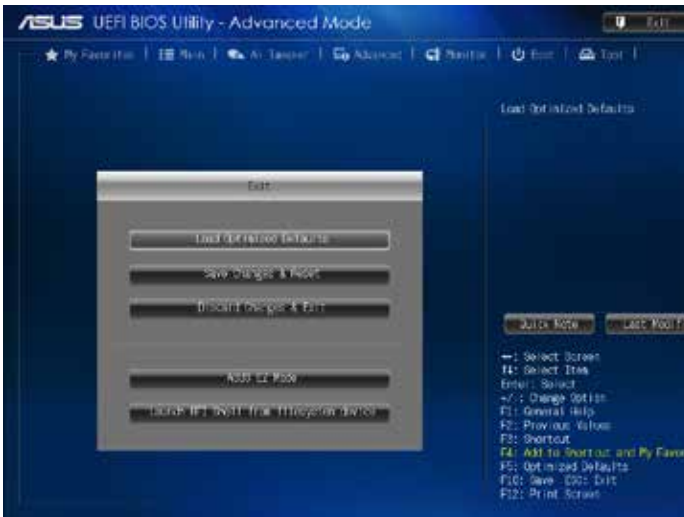 ASUS UEFI BIOS Utility - Advanced Mode
Exit
My Favorites | Main | Ai Tweaker | Advanced | Monitor | Boot | Tool |
Load Optimized Defaults
Exit
Load Optimized Defaults
Save Changes & Reset
Discard Changes & Exit
ASUS EZ Mode
Launch EFI Shell from filesystem device
Quick Note
Last Modif
→←: Select Screen
↑↓: Select Item
Enter: Select
+/-: Change Option
F1: General Help
F2: Previous Values
F3: Shortcut
F4: Add to Shortcut and My Favor
F5: Optimized Defaults
F10: Save ESC: Exit
F12: Print Screen